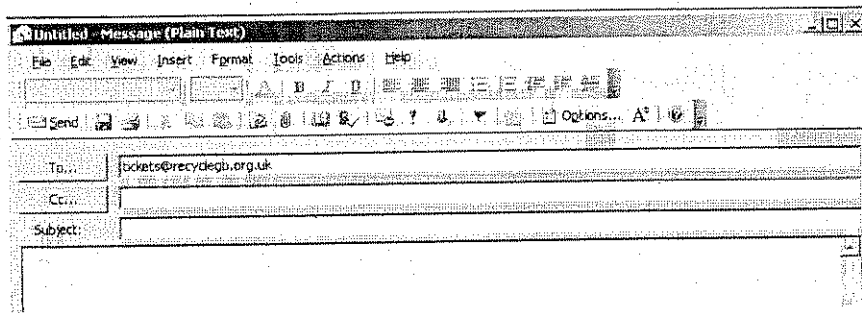 Untitled - Message (Plain Text)
File Edit View Insert Format Tools Actions Help
A B I U
Send ! Options... A
To... tickets@recyclegb.org.uk
Cc...
Subject: